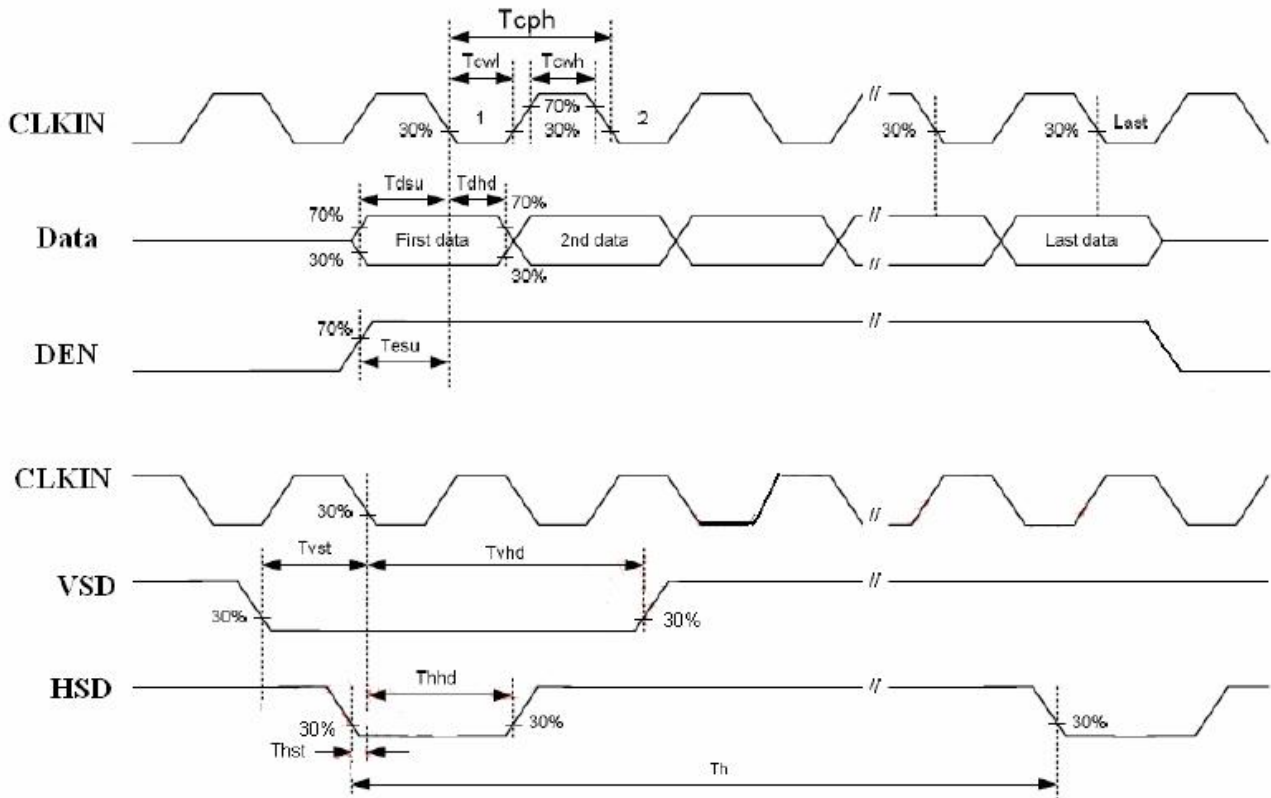 Tcph
Tcwl Tcwh
CLKIN 30% 1 70% 30% 2 // 30% 30% Last
Tdsu Tdhd
70% 70%
Data First data 2nd data // Last data
30% 30%
70% //
DEN Tesu
CLKIN 30% //
Tvst Tvhd
VSD 30% 30% //
HSD Thhd //
30% 30% 30%
Thst
Th